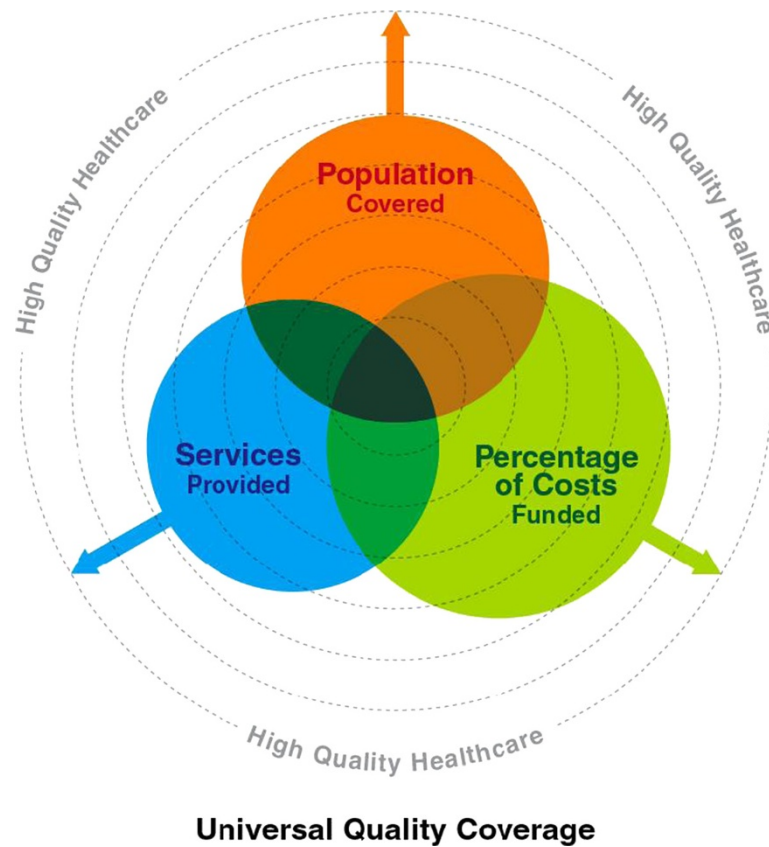 High Quality Healthcare
High Quality Healthcare
Population
Covered
Services
Provided
Percentage
of Costs
Funded
High Quality Healthcare
Universal Quality Coverage